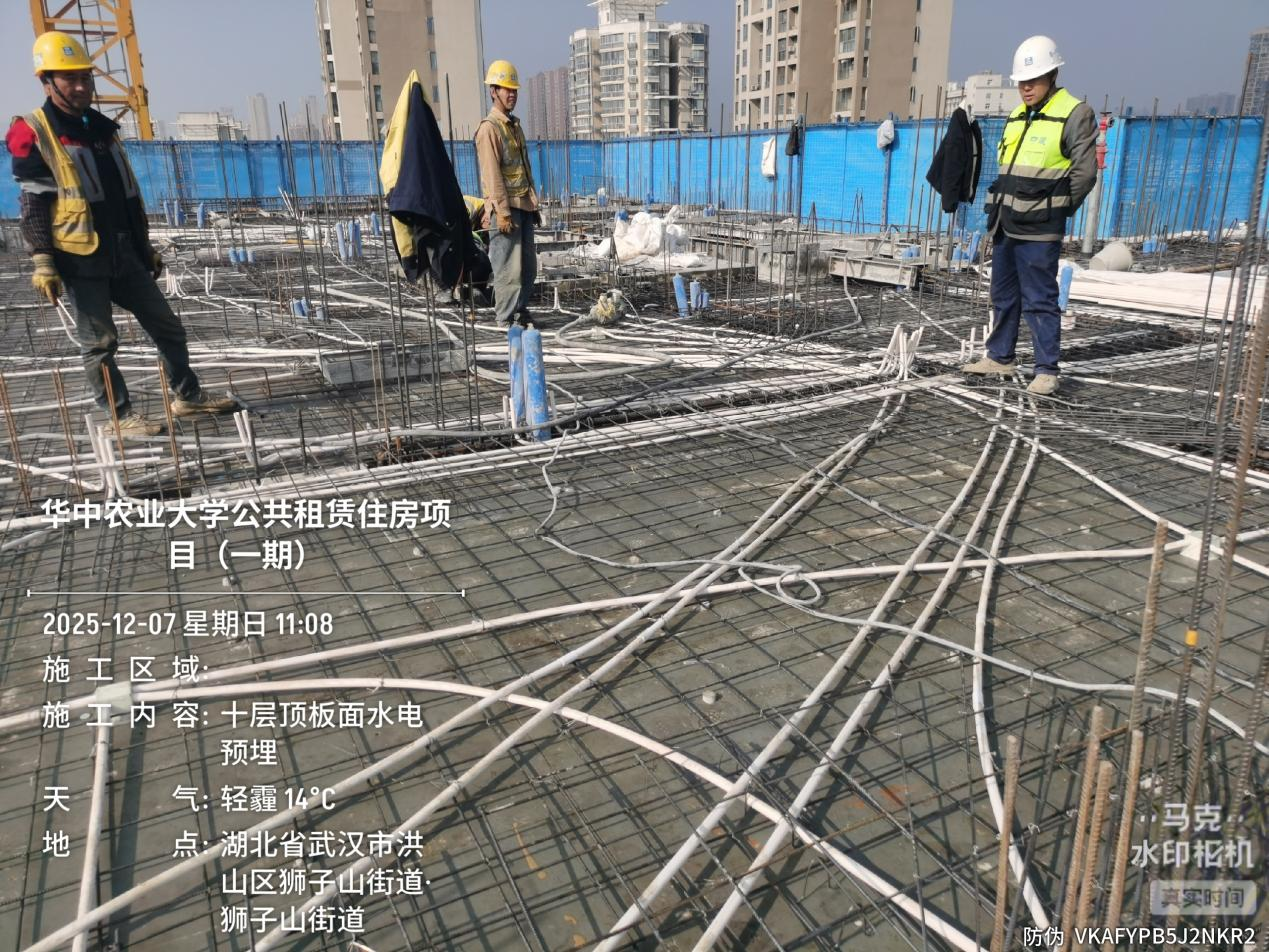 华中农业大学公共租赁住房项
目（一期）
2025-12-07 星期日 11:08
施工区域:
施工内容: 十层顶板面水电
预埋
天气: 轻霾 14°C
地点: 湖北省武汉市洪
山区狮子山街道·
狮子山街道
马克
水印相机
真实时间
防伪 VKAFYPB5J2NKR2